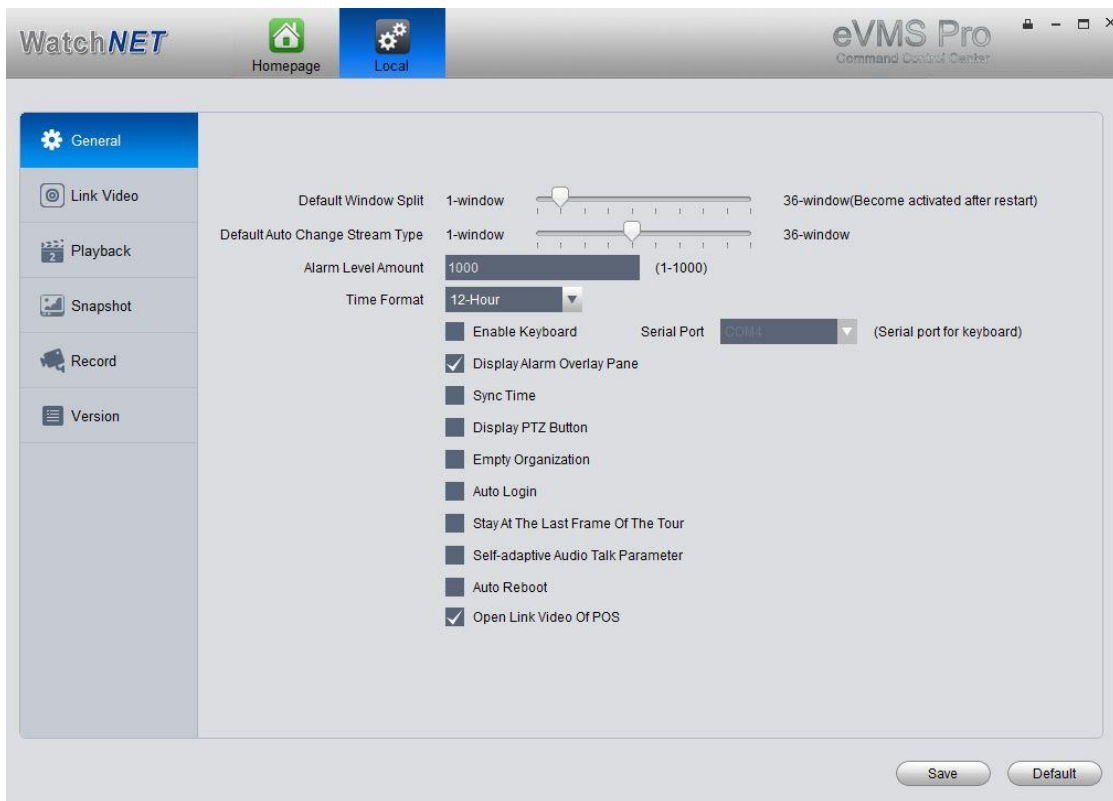 WatchNET
Homepage
Local
eVMS Pro
Command Control Center
General
Link Video
2
Playback
Snapshot
Record
Version
Default Window Split 1-window 36-window(Become activated after restart)
Default Auto Change Stream Type 1-window 36-window
Alarm Level Amount 1000 (1-1000)
Time Format 12-Hour
Enable Keyboard Serial Port COM4 (Serial port for keyboard)
Display Alarm Overlay Pane
Sync Time
Display PTZ Button
Empty Organization
Auto Login
Stay At The Last Frame Of The Tour
Self-adaptive Audio Talk Parameter
Auto Reboot
Open Link Video Of POS
Save Default